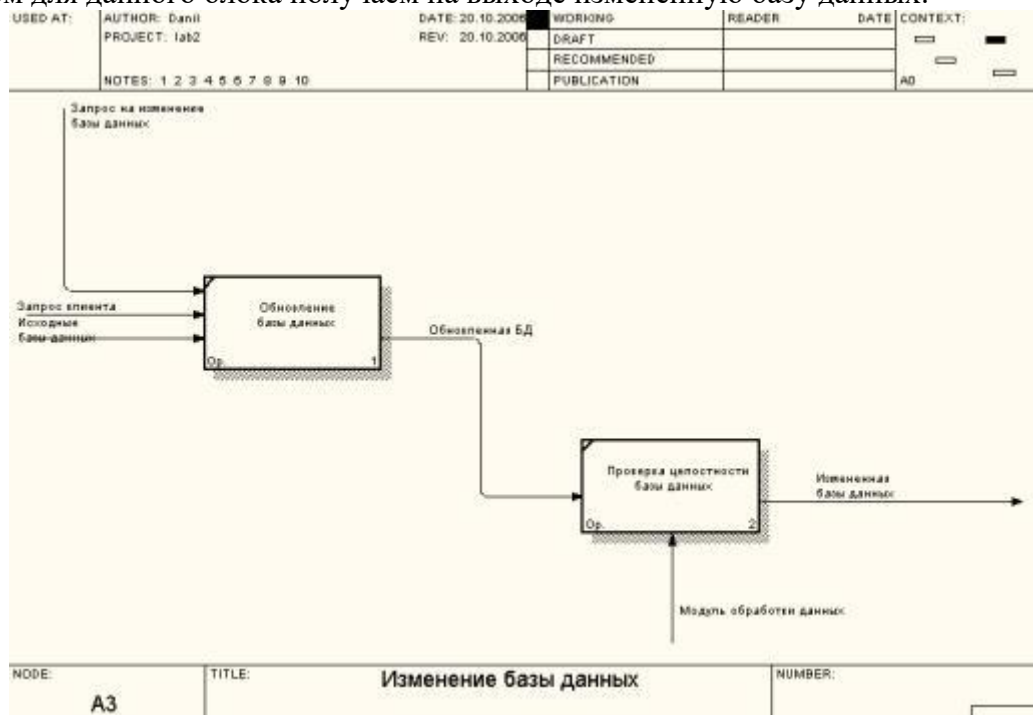 м для данного блока получаем на выходе измененную базу данных.
USED AT: AUTHOR: Danil DATE: 20.10.2006 WORKING READER DATE CONTEXT:
PROJECT: lab2 REV: 20.10.2006 DRAFT
RECOMMENDED
NOTES: 1 2 3 4 5 6 7 8 9 10 PUBLICATION A0
Запрос на изменение
базы данных
Запрос клиента
Исходные
базы данных
Обновление
базы данных
0р. 1
Обновленная БД
Проверка целостности
базы данных
0р. 2
Измененная
базы данных
Модуль обработки данных
NODE: TITLE: Изменение базы данных NUMBER:
A3